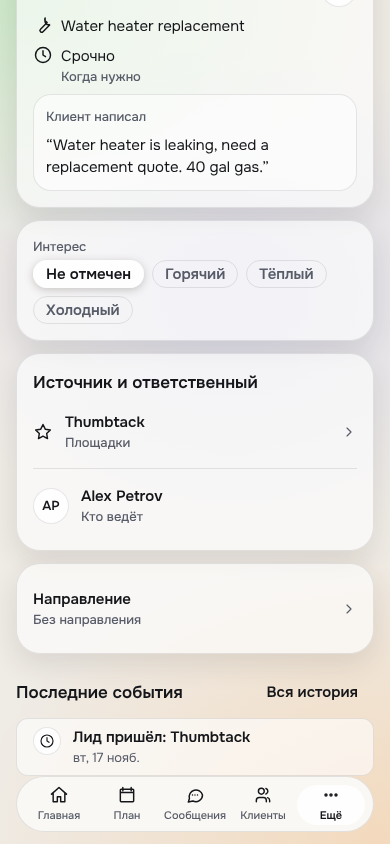 Water heater replacement
Срочно
Когда нужно
Клиент написал
“Water heater is leaking, need a
replacement quote. 40 gal gas.”
Интерес
Не отмечен
Горячий
Тёплый
Холодный
Источник и ответственный
Thumbtack
Площадки
AP
Alex Petrov
Кто ведёт
Направление
Без направления
Последние события
Вся история
Лид пришёл: Thumbtack
вт, 17 нояб.
Главная
План
Сообщения
Клиенты
Ещё